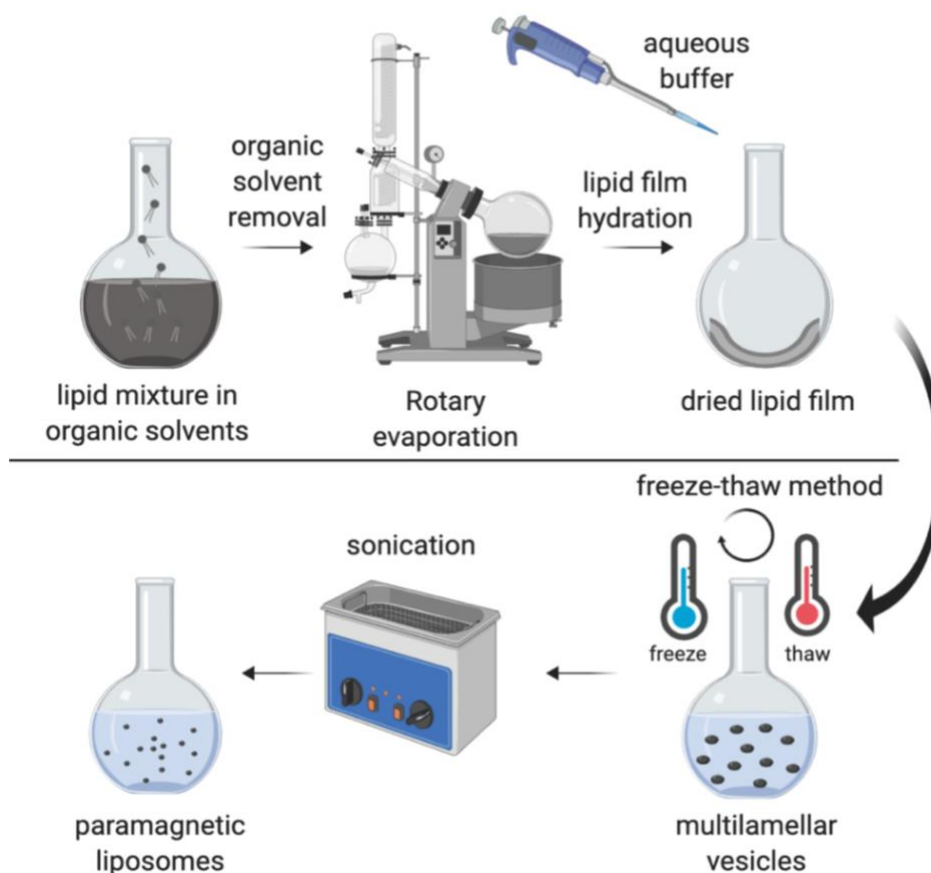 aqueous
buffer
organic
solvent
removal
lipid film
hydration
lipid mixture in
organic solvents
Rotary
evaporation
dried lipid film
freeze-thaw method
freeze
thaw
sonication
multilamellar
vesicles
paramagnetic
liposomes